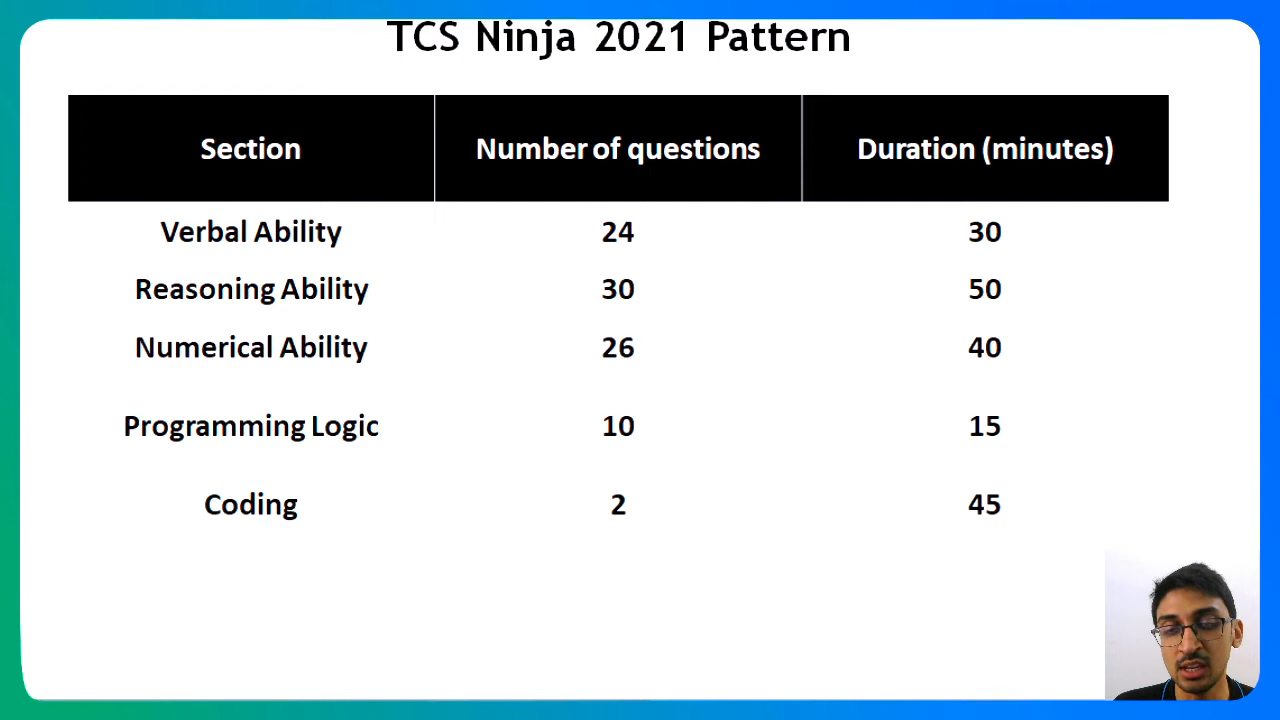 TCS Ninja 2021 Pattern
Section Number of questions Duration (minutes)
Verbal Ability 24 30
Reasoning Ability 30 50
Numerical Ability 26 40
Programming Logic 10 15
Coding 2 45